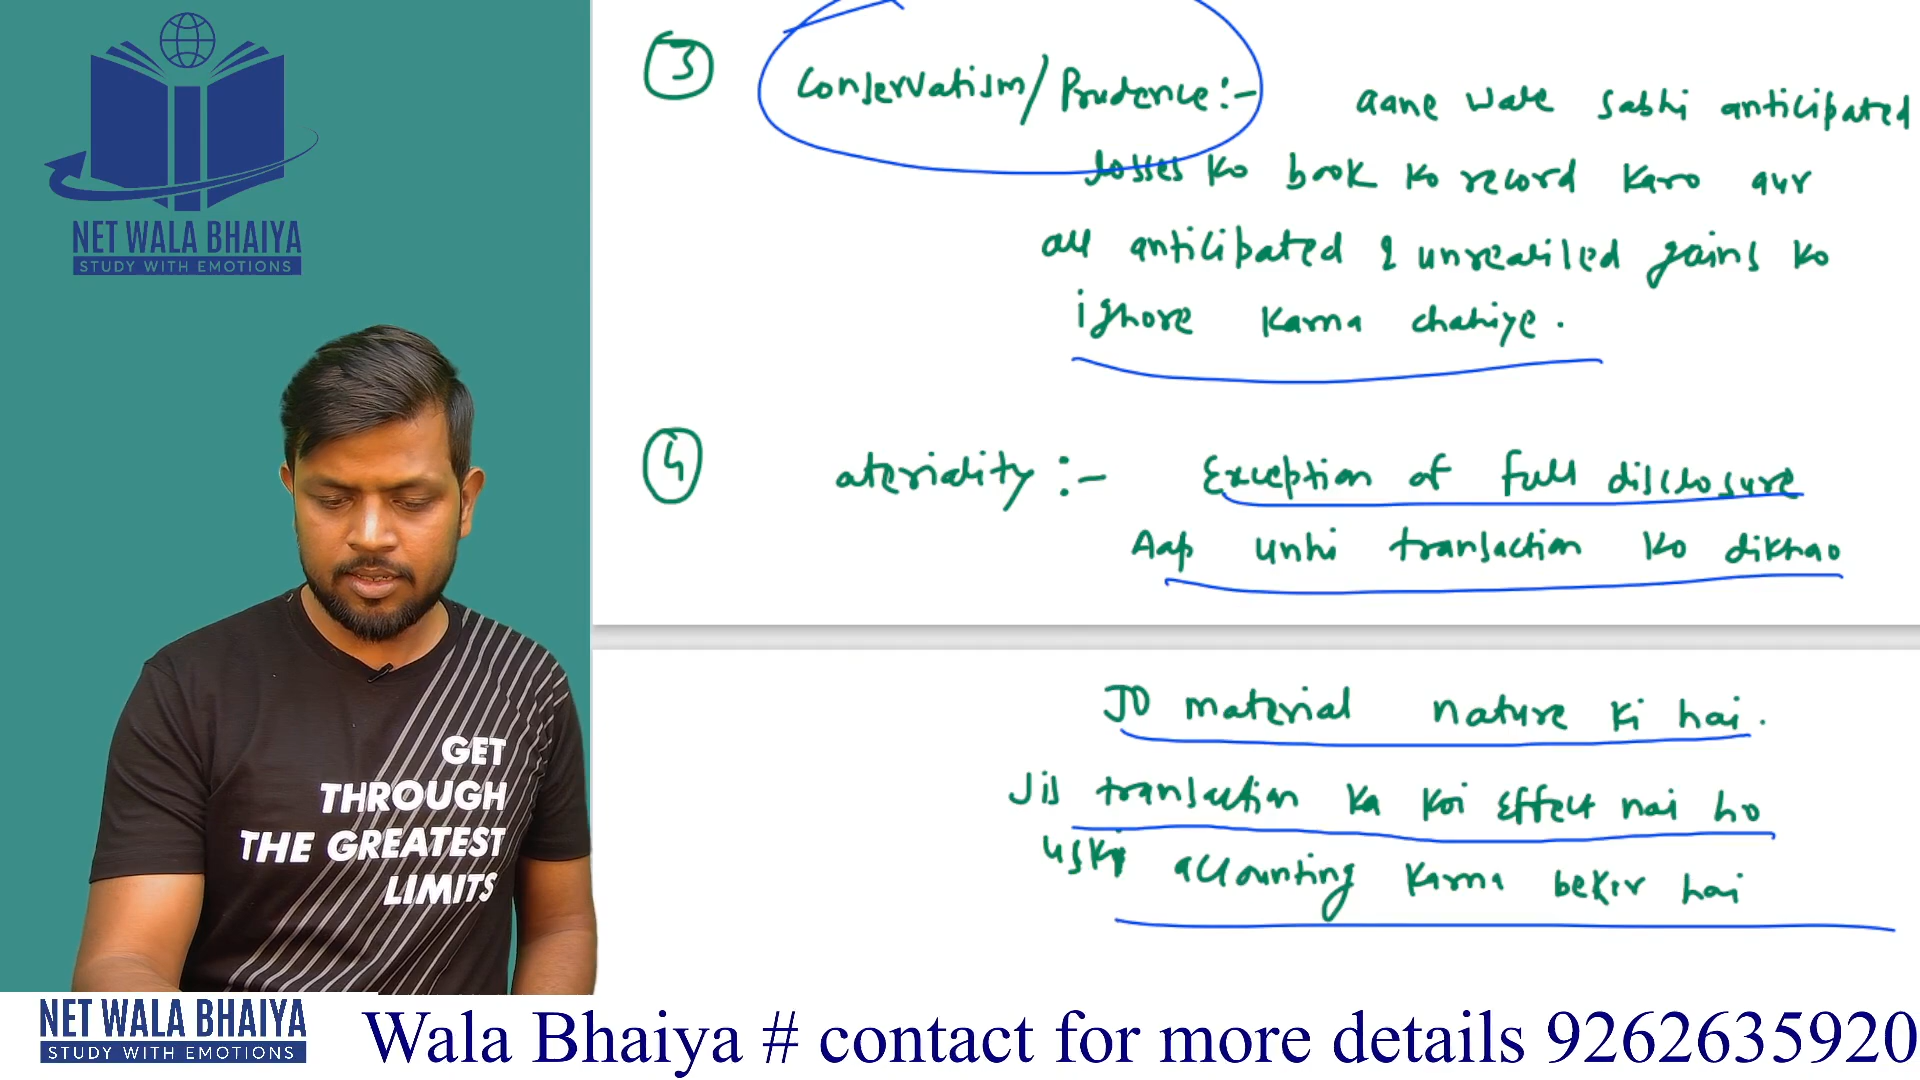 NET WALA BHAIYA
STUDY WITH EMOTIONS
GET
THROUGH
THE GREATEST
LIMITS
3 Conservatism/Prudence:- aane wale sabhi anticipated
losses ko book ko record karo aur
all anticipated & unrealised gains ko
ignore karna chahiye.
4 ateriality :- Exception of full disclosure
Aap unhi transaction ko dikhao
JO material nature ki hai.
Jis transaction ka koi effect nai ho
uski accounting karna bekar hai
NET WALA BHAIYA
STUDY WITH EMOTIONS
Wala Bhaiya # contact for more details 9262635920